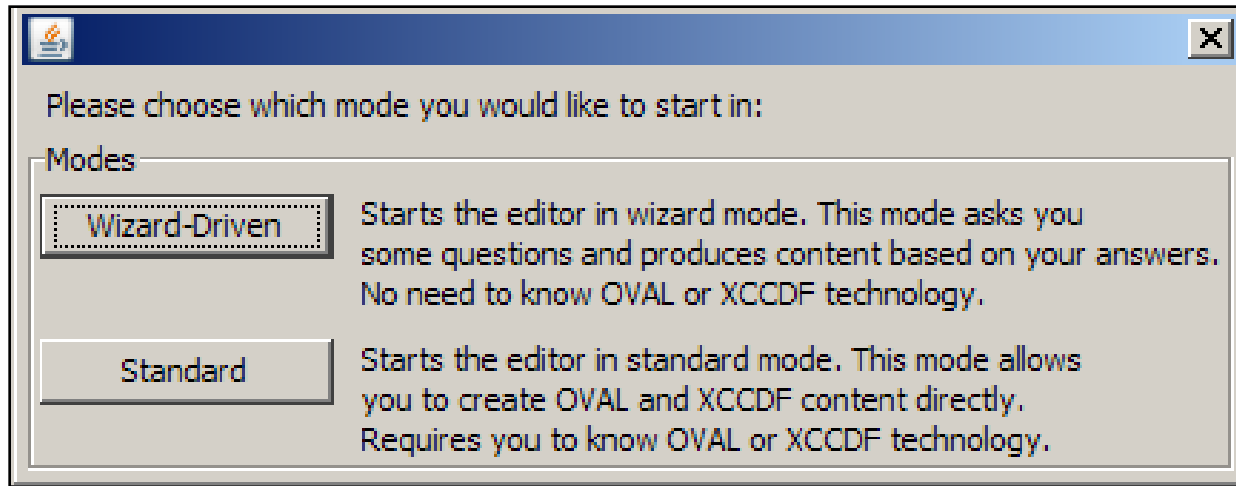 Please choose which mode you would like to start in:
Modes
Wizard-Driven
Starts the editor in wizard mode. This mode asks you
some questions and produces content based on your answers.
No need to know OVAL or XCCDF technology.
Standard
Starts the editor in standard mode. This mode allows
you to create OVAL and XCCDF content directly.
Requires you to know OVAL or XCCDF technology.